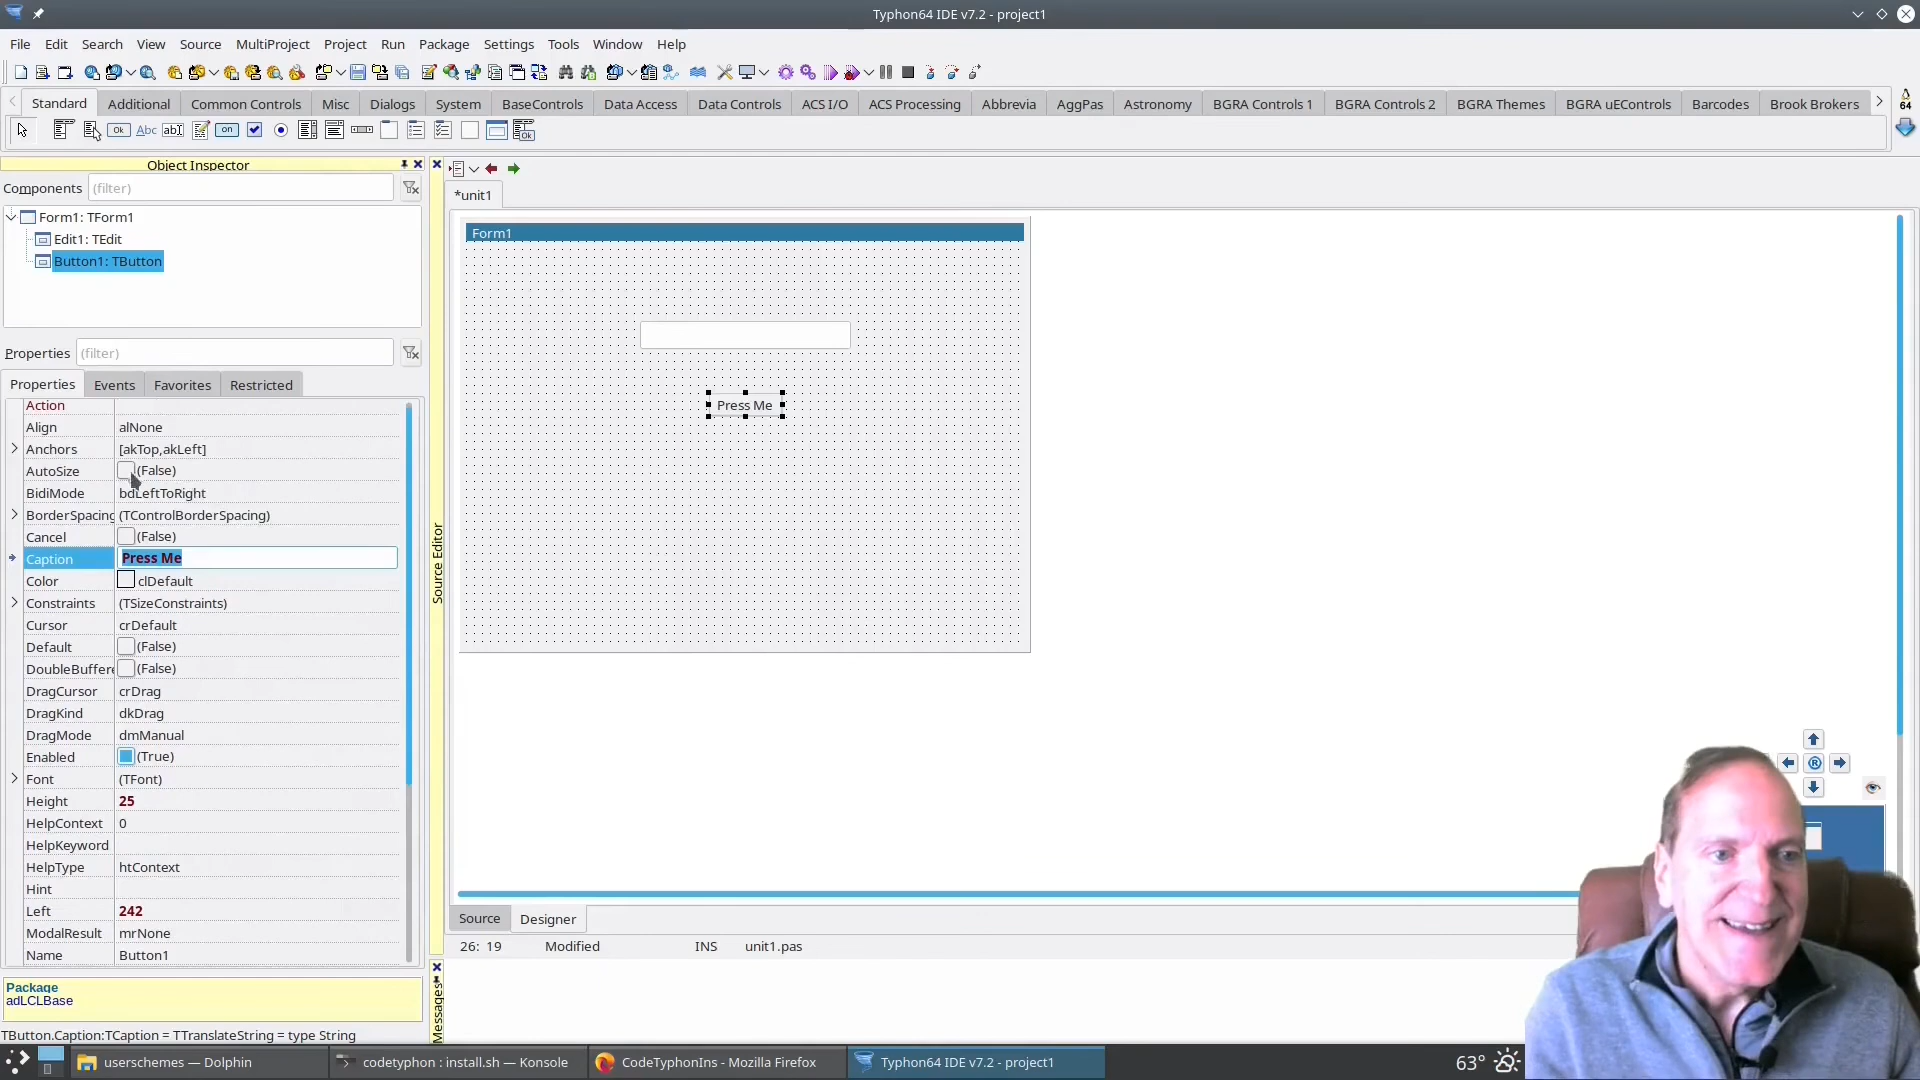 Typhon64 IDE v7.2 - project1
File Edit Search View Source MultiProject Project Run Package Settings Tools Window Help
Standard Additional Common Controls Misc Dialogs System BaseControls Data Access Data Controls ACS I/O ACS Processing Abbrevia AggPas Astronomy BGRA Controls 1 BGRA Controls 2 BGRA Themes BGRA uEControls Barcodes Brook Brokers
64
Ok Abc abI on Ok
Object Inspector
Components (filter)
*unit1
Form1: TForm1
Edit1: TEdit
Button1: TButton
Form1
Press Me
Properties (filter)
Properties Events Favorites Restricted
Action
Align alNone
Anchors [akTop,akLeft]
AutoSize (False)
BidiMode bdLeftToRight
BorderSpacing (TControlBorderSpacing)
Cancel (False)
Caption Press Me
Color clDefault
Constraints (TSizeConstraints)
Cursor crDefault
Default (False)
DoubleBuffere (False)
DragCursor crDrag
DragKind dkDrag
DragMode dmManual
Enabled (True)
Font (TFont)
Height 25
HelpContext 0
HelpKeyword
HelpType htContext
Hint
Left 242
ModalResult mrNone
Name Button1
Source Editor
R
Source Designer
26: 19 Modified INS unit1.pas
Messages
Package
adLCLBase
TButton.Caption:TCaption = TTranslateString = type String
userschemes — Dolphin
codetyphon : install.sh — Konsole
CodeTyphonIns - Mozilla Firefox
Typhon64 IDE v7.2 - project1
63°